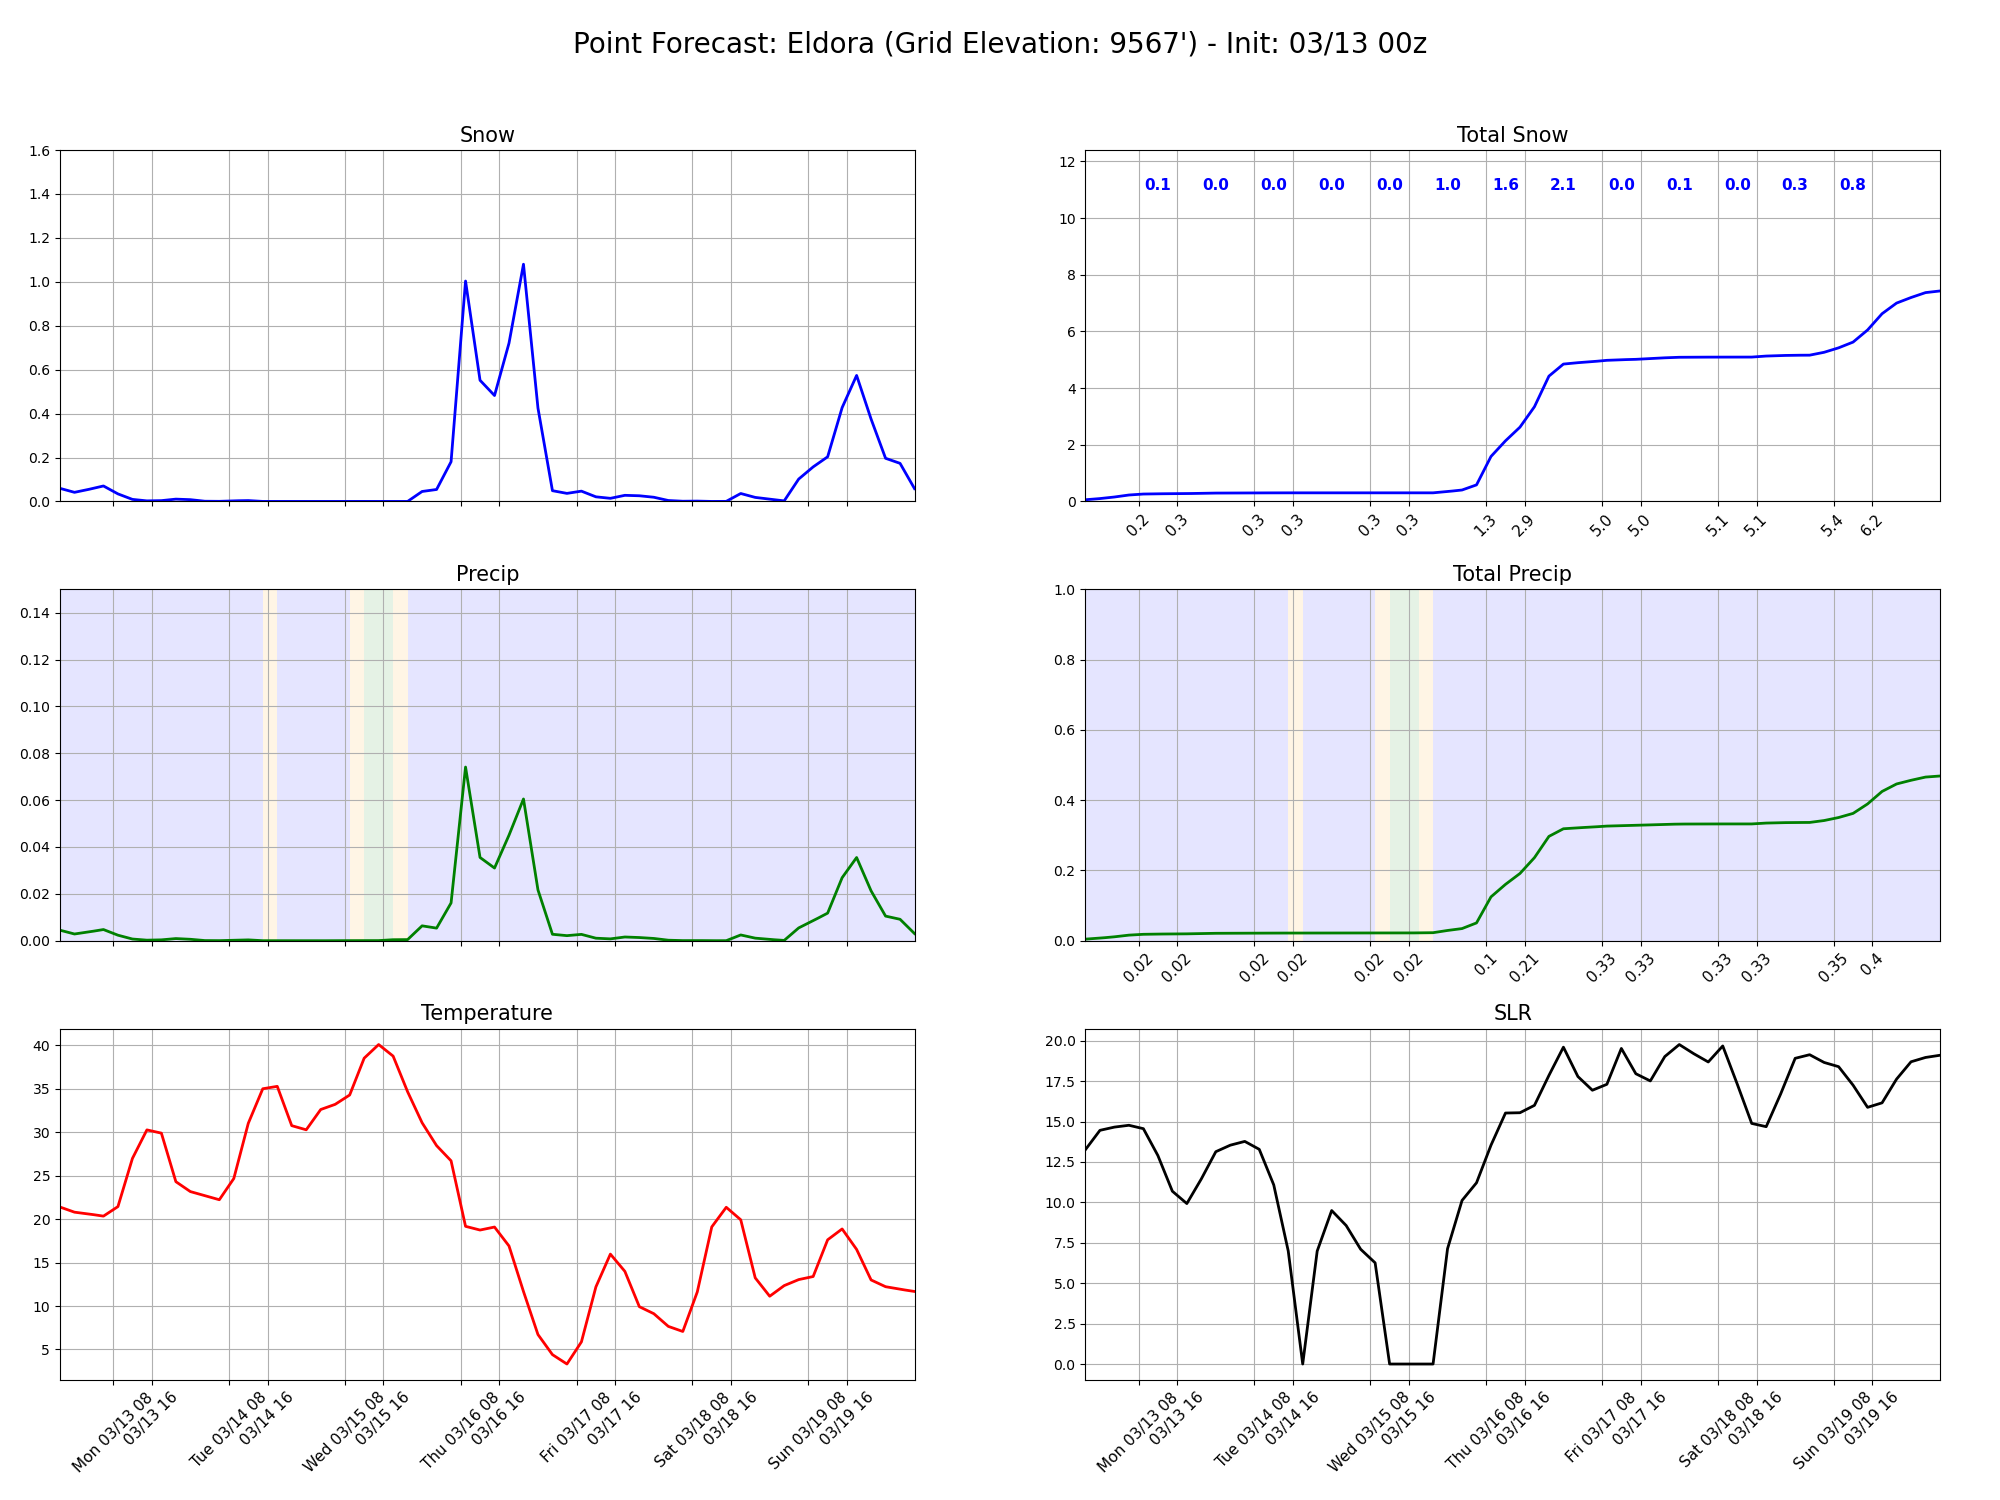 Point Forecast: Eldora (Grid Elevation: 9567') - Init: 03/13 00z
Snow
1.6
1.4
1.2
1.0
0.8
0.6
0.4
0.2
0.0
Total Snow
12
10
8
6
4
2
0
0.1 0.0 0.0 0.0 0.0 1.0 1.6 2.1 0.0 0.1 0.0 0.3 0.8
0.2 0.3 0.3 0.3 0.3 0.3 1.3 2.9 5.0 5.0 5.1 5.1 5.4 6.2
Precip
0.14
0.12
0.10
0.08
0.06
0.04
0.02
0.00
Total Precip
1.0
0.8
0.6
0.4
0.2
0.0
0.02 0.02 0.02 0.02 0.02 0.02 0.1 0.21 0.33 0.33 0.33 0.33 0.35 0.4
Temperature
40
35
30
25
20
15
10
5
Mon 03/13 08
03/13 16
Tue 03/14 08
03/14 16
Wed 03/15 08
03/15 16
Thu 03/16 08
03/16 16
Fri 03/17 08
03/17 16
Sat 03/18 08
03/18 16
Sun 03/19 08
03/19 16
SLR
20.0
17.5
15.0
12.5
10.0
7.5
5.0
2.5
0.0
Mon 03/13 08
03/13 16
Tue 03/14 08
03/14 16
Wed 03/15 08
03/15 16
Thu 03/16 08
03/16 16
Fri 03/17 08
03/17 16
Sat 03/18 08
03/18 16
Sun 03/19 08
03/19 16